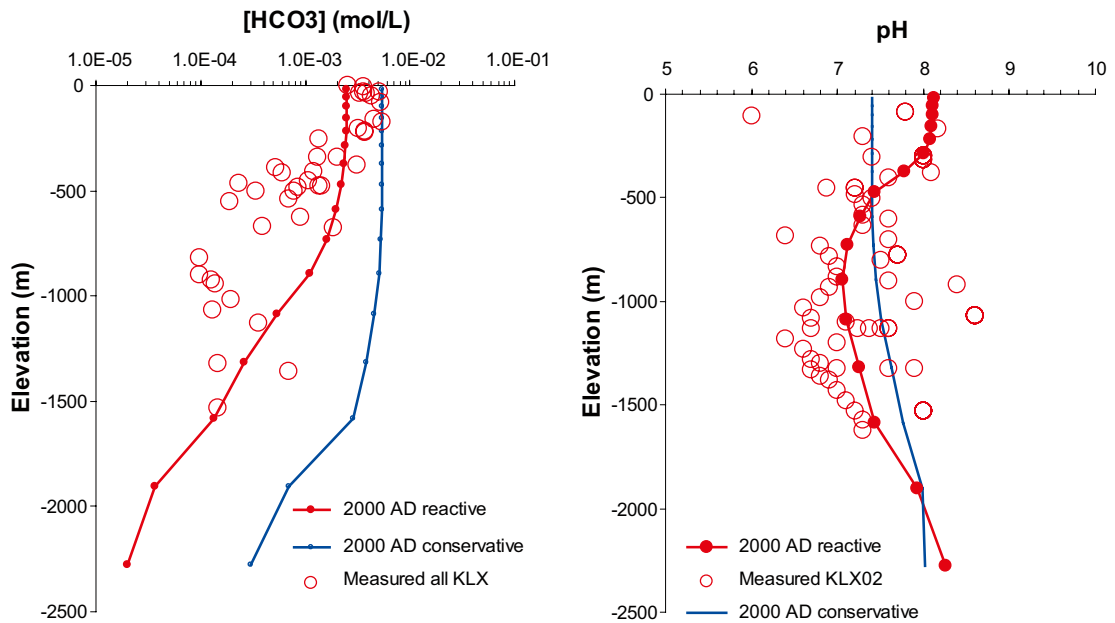 [HCO3] (mol/L)
1.0E-05 1.0E-04 1.0E-03 1.0E-02 1.0E-01
0
-500
-1000
-1500
-2000
-2500
Elevation (m)
2000 AD reactive
2000 AD conservative
Measured all KLX
pH
5 6 7 8 9 10
0
-500
-1000
-1500
-2000
-2500
Elevation (m)
2000 AD reactive
Measured KLX02
2000 AD conservative